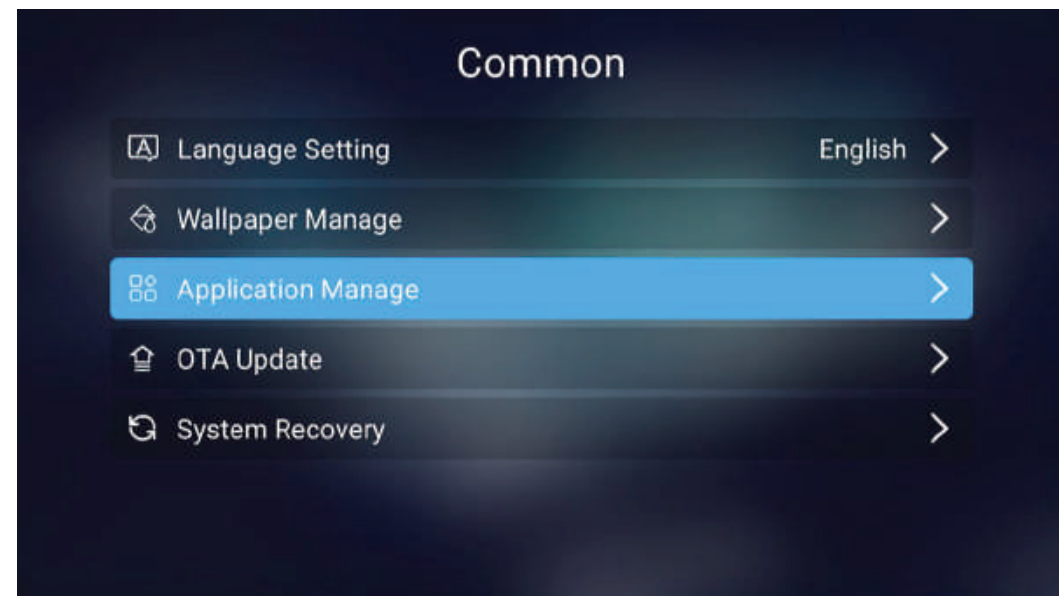 Common
Language Setting English
Wallpaper Manage
Application Manage
OTA Update
System Recovery